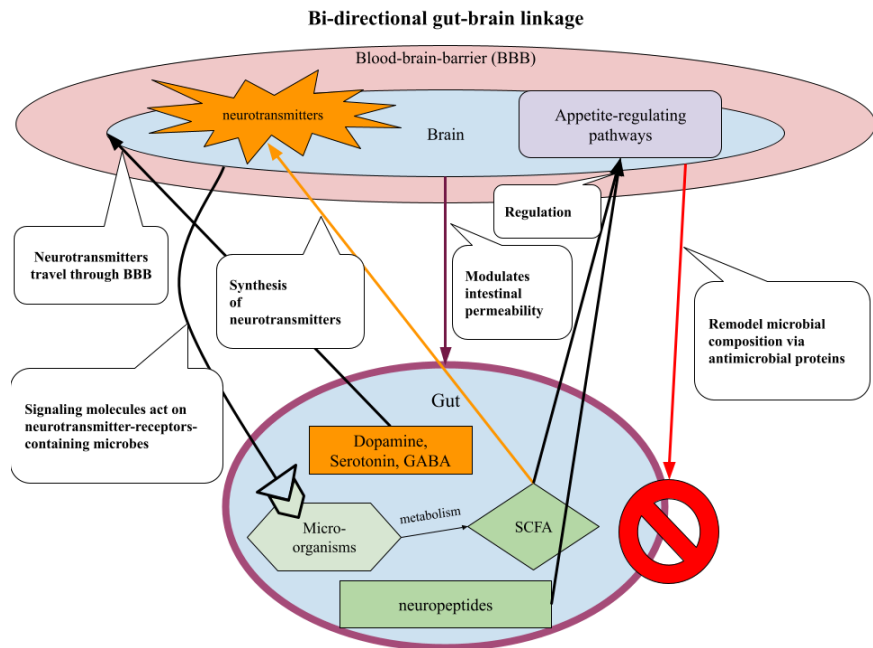 Bi-directional gut-brain linkage
Blood-brain-barrier (BBB)
neurotransmitters
Brain
Appetite-regulating
pathways
Regulation
Neurotransmitters
travel through BBB
Synthesis
of
neurotransmitters
Modulates
intestinal
permeability
Remodel microbial
composition via
antimicrobial proteins
Signaling molecules act on
neurotransmitter-receptors-
containing microbes
Gut
Dopamine,
Serotonin, GABA
Micro-
organisms
metabolism
SCFA
neuropeptides